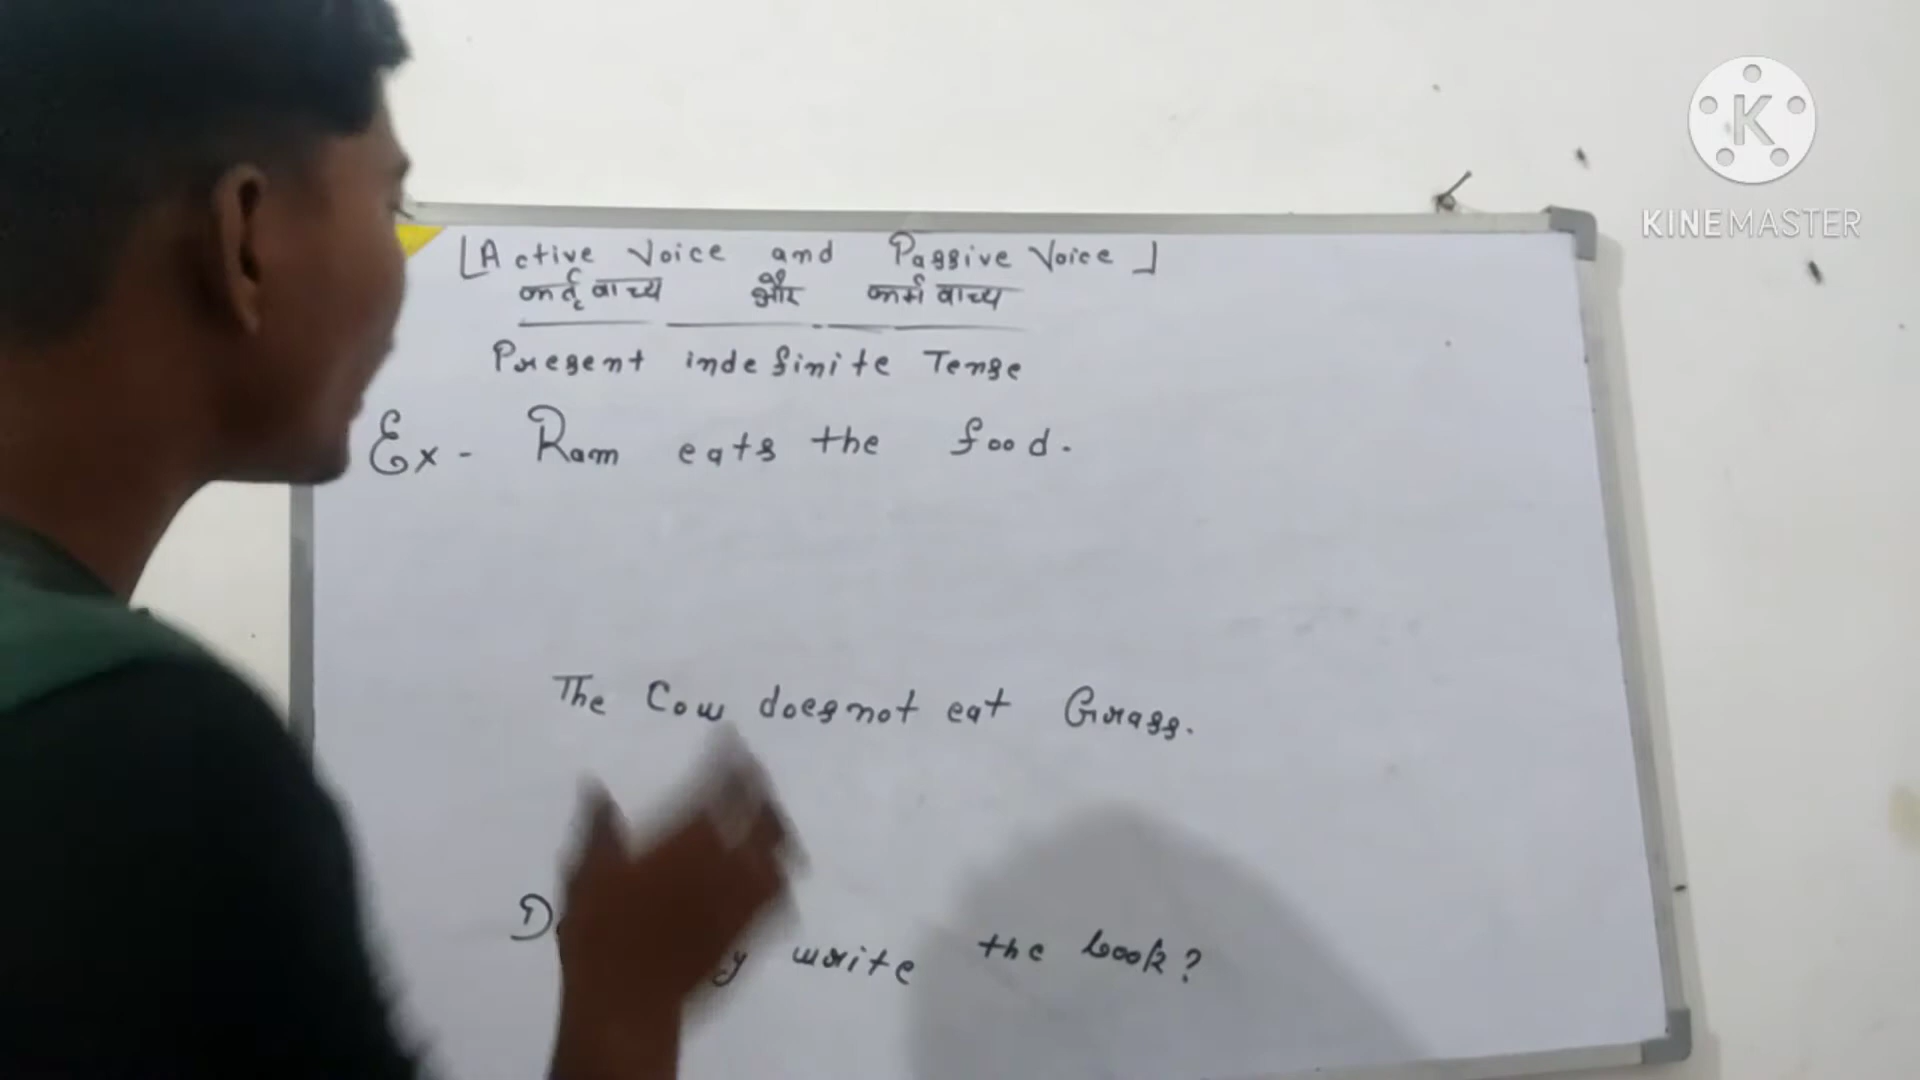 KINEMASTER
[Active Voice and Passive Voice]
कर्तृ वाच्य और कर्म वाच्य
Present indefinite Tense
Ex - Ram eats the food.
The Cow does not eat Grass.
write the book?